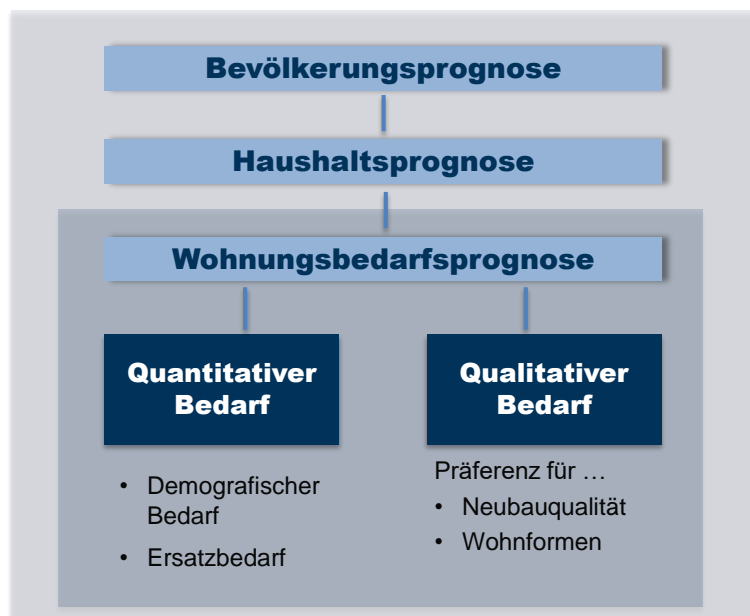 Bevölkerungsprognose
Haushaltsprognose
Wohnungsbedarfsprognose
Quantitativer
Bedarf
• Demografischer
Bedarf
• Ersatzbedarf
Qualitativer
Bedarf
Präferenz für …
• Neubauqualität
• Wohnformen